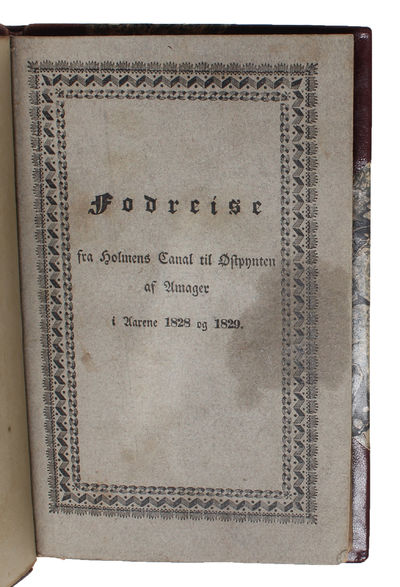 Fodreise
fra Holmens Canal til Østpynten
af Amager
i Aarene 1828 og 1829.